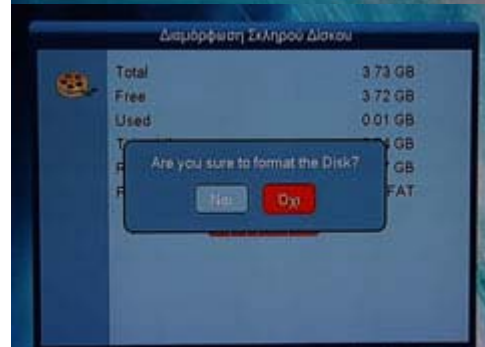 Διαμόρφωση Σκληρού Δίσκου
Total 3.73 GB
Free 3.72 GB
Used 0.01 GB
GB
Are you sure to format the Disk?
GB
Ναι Όχι
FAT